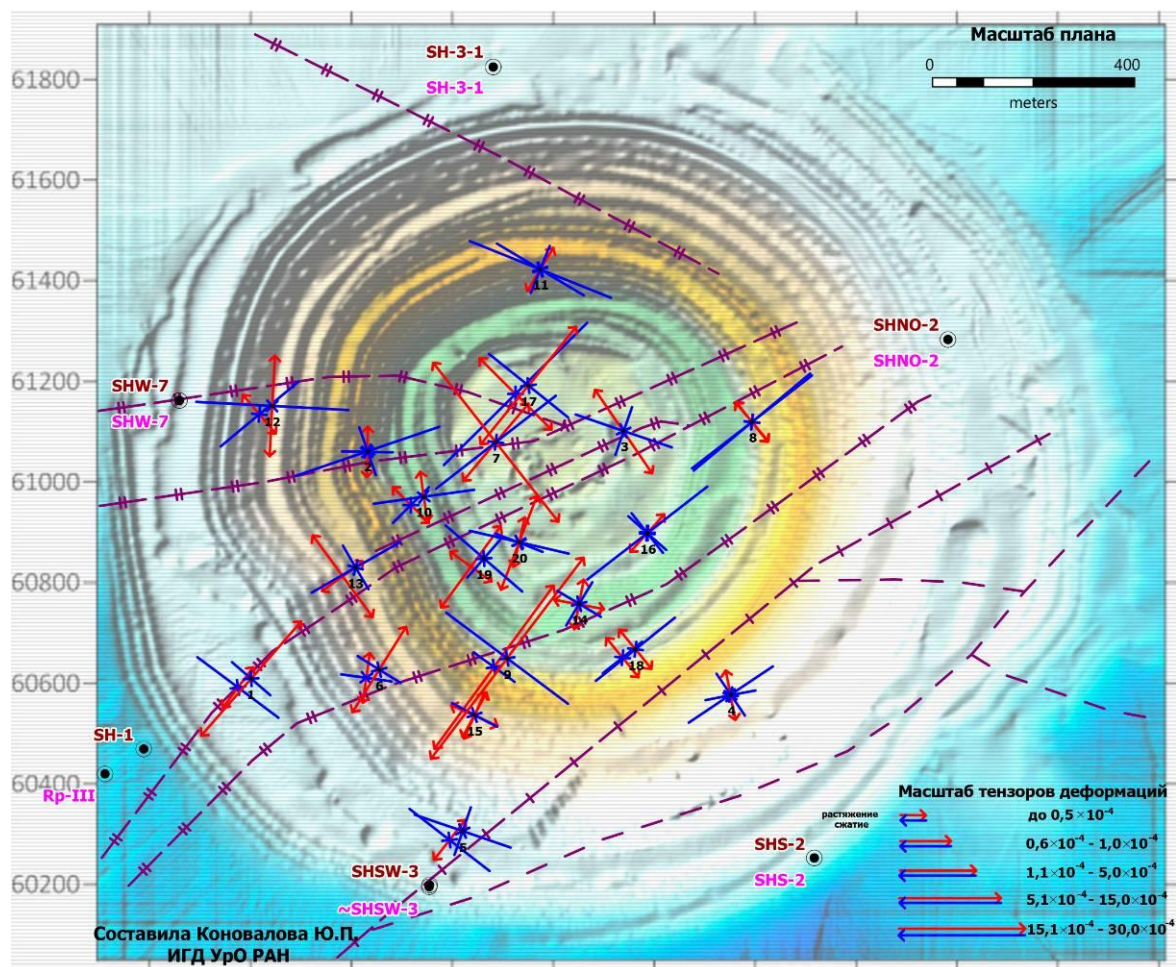 Масштаб плана
0 400
meters
SH-3-1
SH-3-1
61800
61600
61400
61200
61000
60800
60600
60400
60200
11
SHNO-2
SHNO-2
SHW-7
SHW-7
17
12
3
8
2
7
10
16
20
19
13
14
18
6
9
1
4
15
SH-1
Rp-III
5
SHSW-3
~SHSW-3
SHS-2
SHS-2
Масштаб тензоров деформаций
растяжение
сжатие
до 0,5×10⁻⁴
0,6×10⁻⁴ - 1,0×10⁻⁴
1,1×10⁻⁴ - 5,0×10⁻⁴
5,1×10⁻⁴ - 15,0×10⁻⁴
15,1×10⁻⁴ - 30,0×10⁻⁴
Составила Коновалова Ю.П.
ИГД УрО РАН